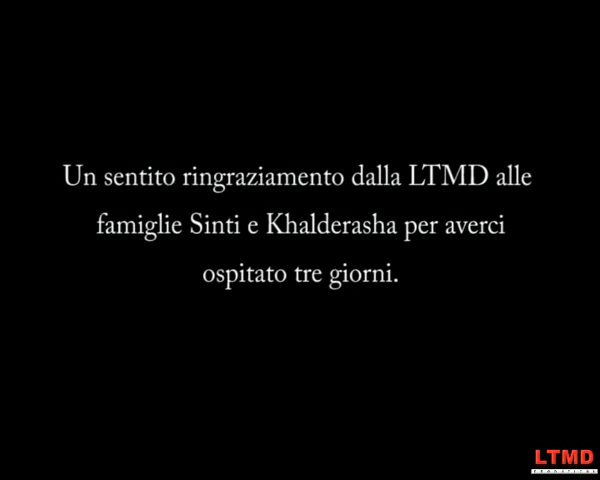 Un sentito ringraziamento dalla LTMD alle
famiglie Sinti e Khalderasha per averci
ospitato tre giorni.
LTMD